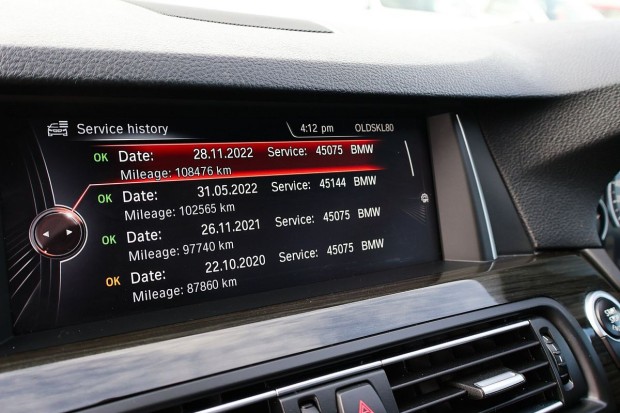 Service history 4:12 pm OLDSKL80
OK Date: 28.11.2022 Service: 45075 BMW
Mileage: 108476 km
OK Date: 31.05.2022 Service: 45144 BMW
Mileage: 102565 km
OK Date: 26.11.2021 Service: 45075 BMW
Mileage: 97740 km
OK Date: 22.10.2020 Service: 45075 BMW
Mileage: 87860 km
START